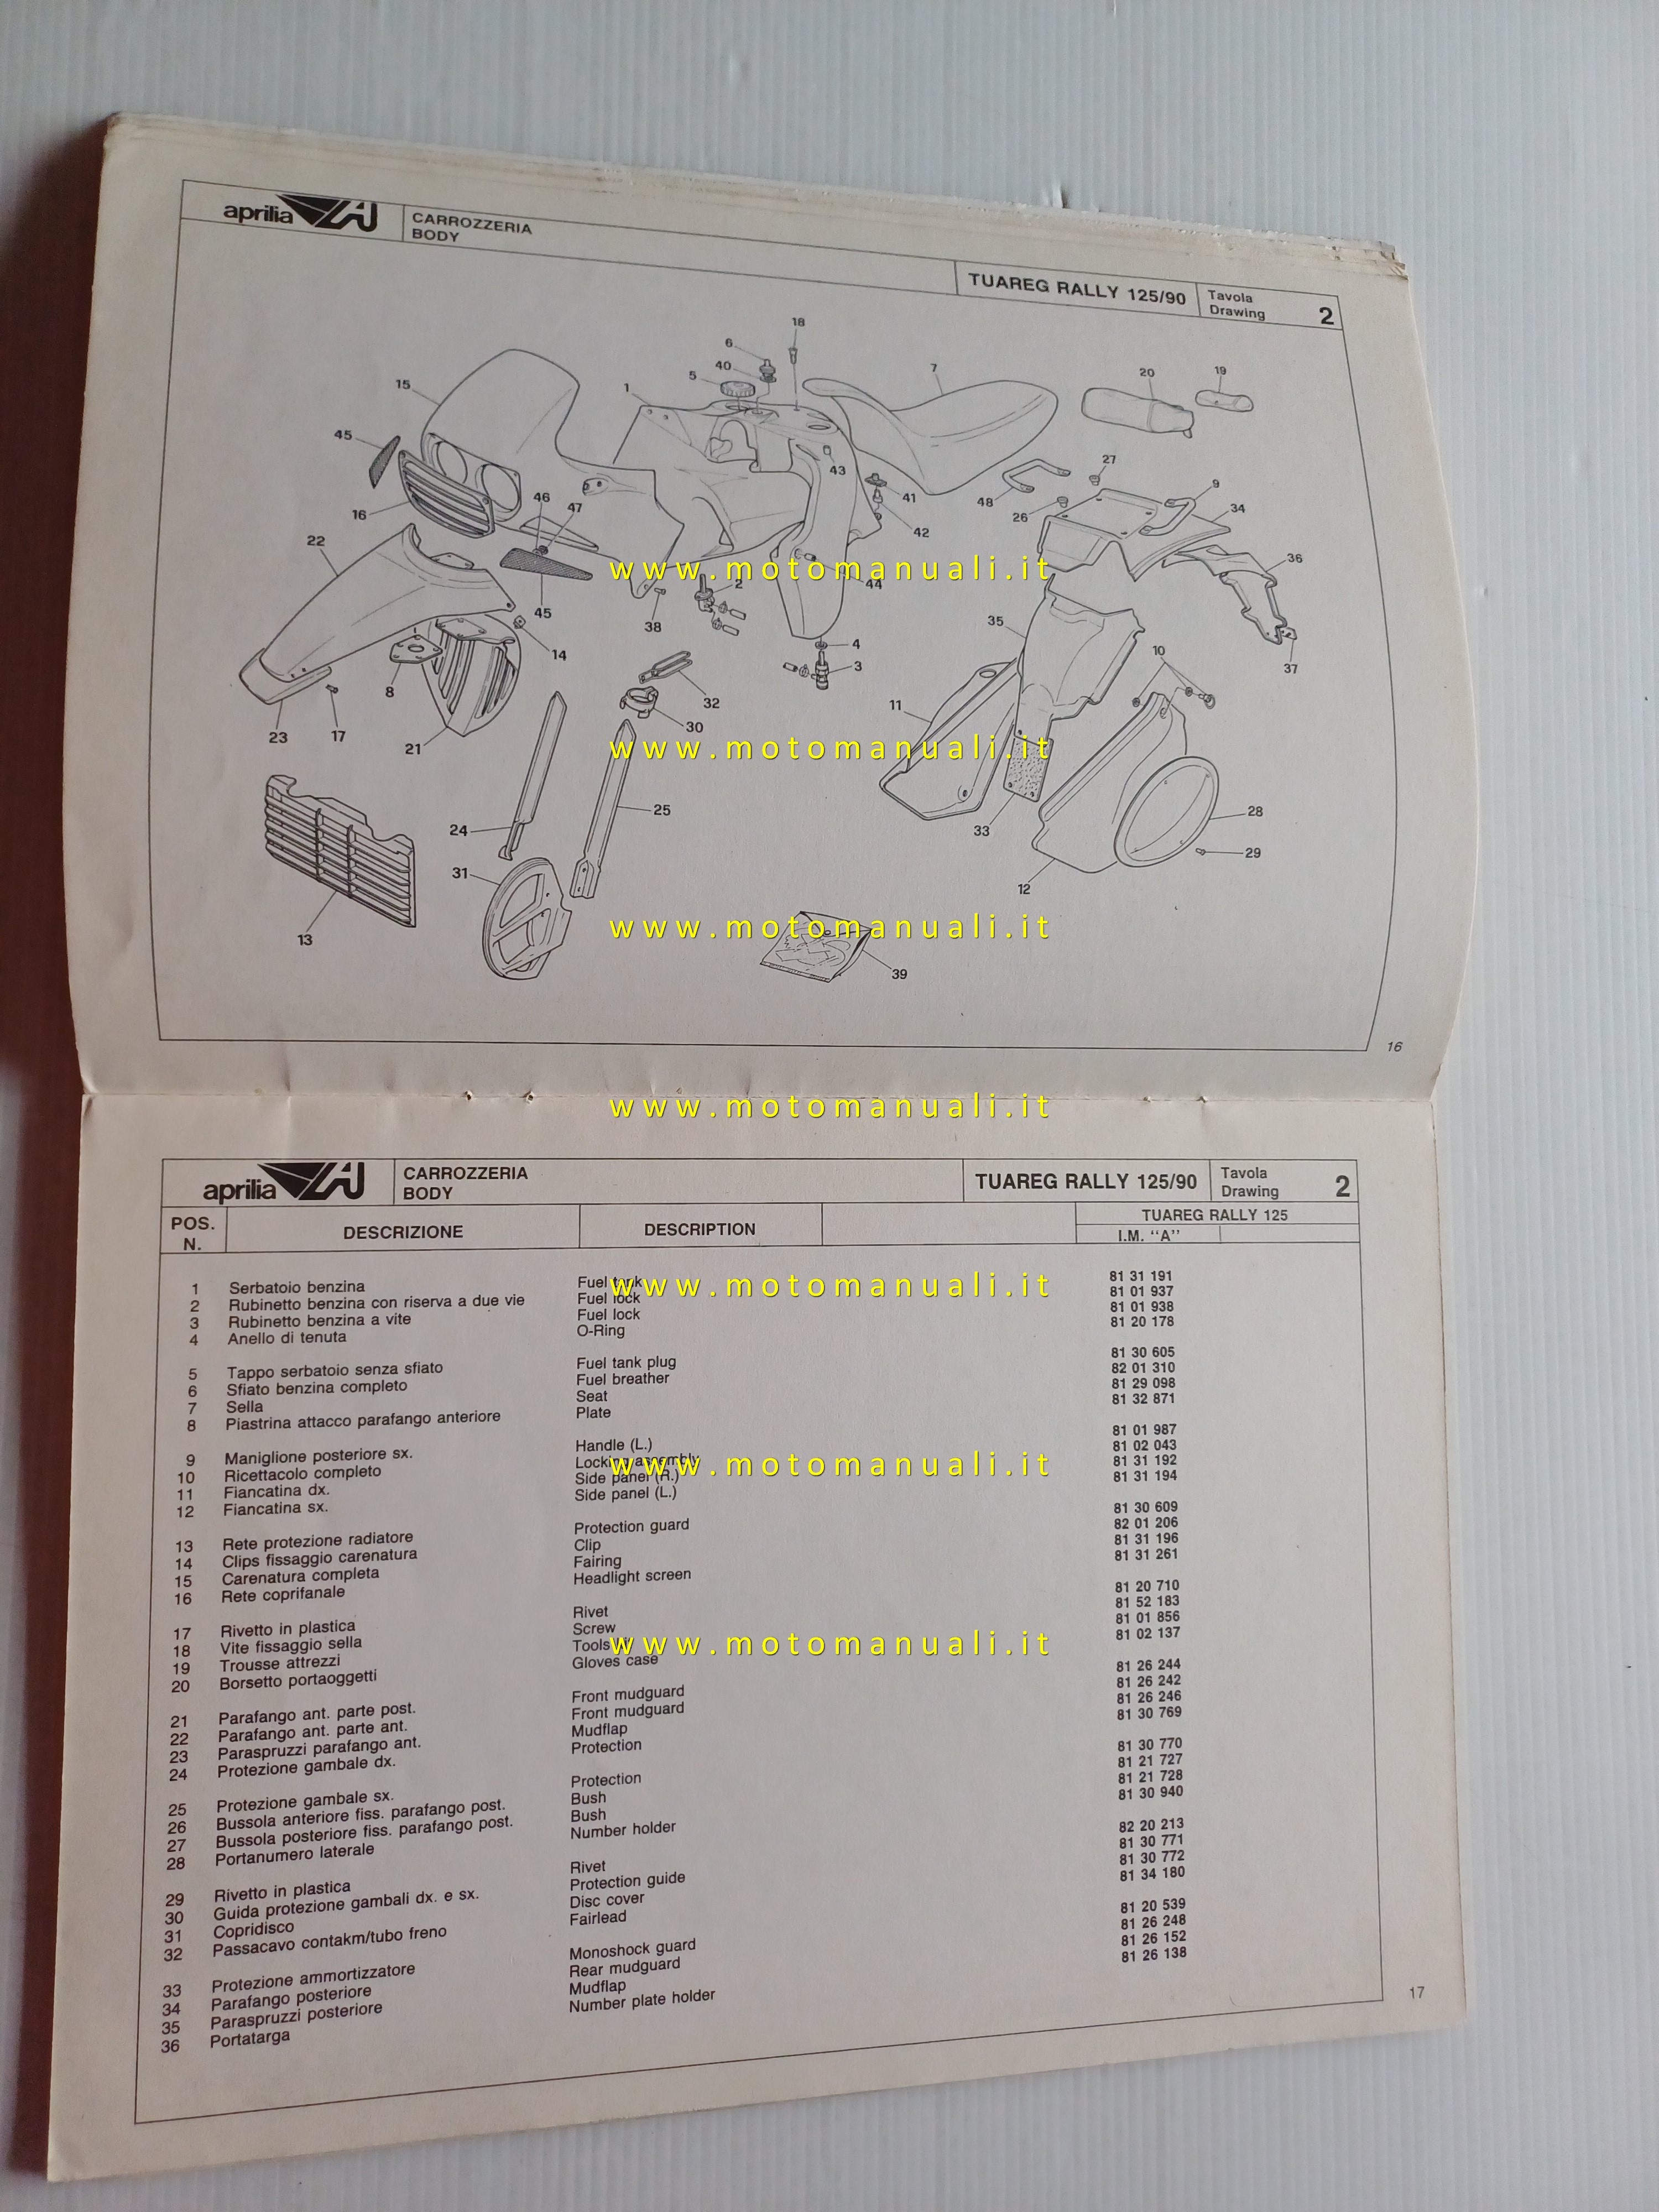 aprilia
CARROZZERIA
BODY
TUAREG RALLY 125/90
Tavola
Drawing
2
18
6
40
5
1
7
20
19
15
45
16
46
47
43
41
42
48
27
26
9
34
36
22
45
38
2
44
14
8
4
3
35
10
37
23
17
21
32
30
11
24
25
33
28
29
12
31
13
39
www.motomanuali.it
www.motomanuali.it
www.motomanuali.it
16
www.motomanuali.it
aprilia
CARROZZERIA
BODY
TUAREG RALLY 125/90
Tavola
Drawing
2
POS. N.
DESCRIZIONE
DESCRIPTION
TUAREG RALLY 125
I.M. "A"
1 Serbatoio benzina Fuel tank 81 31 191
www.motomanuali.it
2 Rubinetto benzina con riserva a due vie Fuel lock 81 01 937
3 Rubinetto benzina a vite Fuel lock 81 01 938
4 Anello di tenuta O-Ring 81 20 178
5 Tappo serbatoio senza sfiato Fuel tank plug 81 30 605
6 Sfiato benzina completo Fuel breather 82 01 310
7 Sella Seat 81 29 098
8 Piastrina attacco parafango anteriore Plate 81 32 871
9 Maniglione posteriore sx. Handle (L.) 81 01 987
10 Ricettacolo completo Locking assembly 81 02 043
www.motomanuali.it
11 Fiancatina dx. Side panel (R.) 81 31 192
12 Fiancatina sx. Side panel (L.) 81 31 194
13 Rete protezione radiatore Protection guard 81 30 609
14 Clips fissaggio carenatura Clip 82 01 206
15 Carenatura completa Fairing 81 31 196
16 Rete coprifanale Headlight screen 81 31 261
17 Rivetto in plastica Rivet 81 20 710
18 Vite fissaggio sella Screw 81 52 183
19 Trousse attrezzi Tools 81 01 856
www.motomanuali.it
20 Borsetto portaoggetti Gloves case 81 02 137
21 Parafango ant. parte post. Front mudguard 81 26 244
22 Parafango ant. parte ant. Front mudguard 81 26 242
23 Paraspruzzi parafango ant. Mudflap 81 26 246
24 Protezione gambale dx. Protection 81 30 769
25 Protezione gambale sx. Protection 81 30 770
26 Bussola anteriore fiss. parafango post. Bush 81 21 727
27 Bussola posteriore fiss. parafango post. Bush 81 21 728
28 Portanumero laterale Number holder 81 30 940
29 Rivetto in plastica Rivet 82 20 213
30 Guida protezione gambali dx. e sx. Protection guide 81 30 771
31 Copridisco Disc cover 81 30 772
32 Passacavo contakm/tubo freno Fairlead 81 34 180
33 Protezione ammortizzatore Monoshock guard 81 20 539
34 Parafango posteriore Rear mudguard 81 26 248
35 Paraspruzzi posteriore Mudflap 81 26 152
36 Portatarga Number plate holder 81 26 138
17